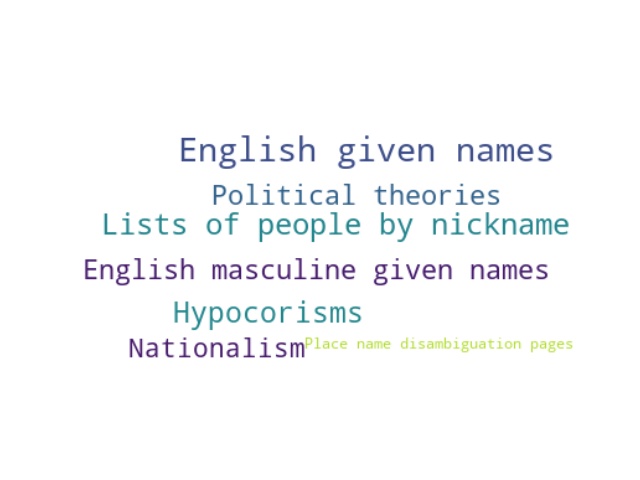 English given names
Political theories
Lists of people by nickname
English masculine given names
Hypocorisms
Nationalism
Place name disambiguation pages